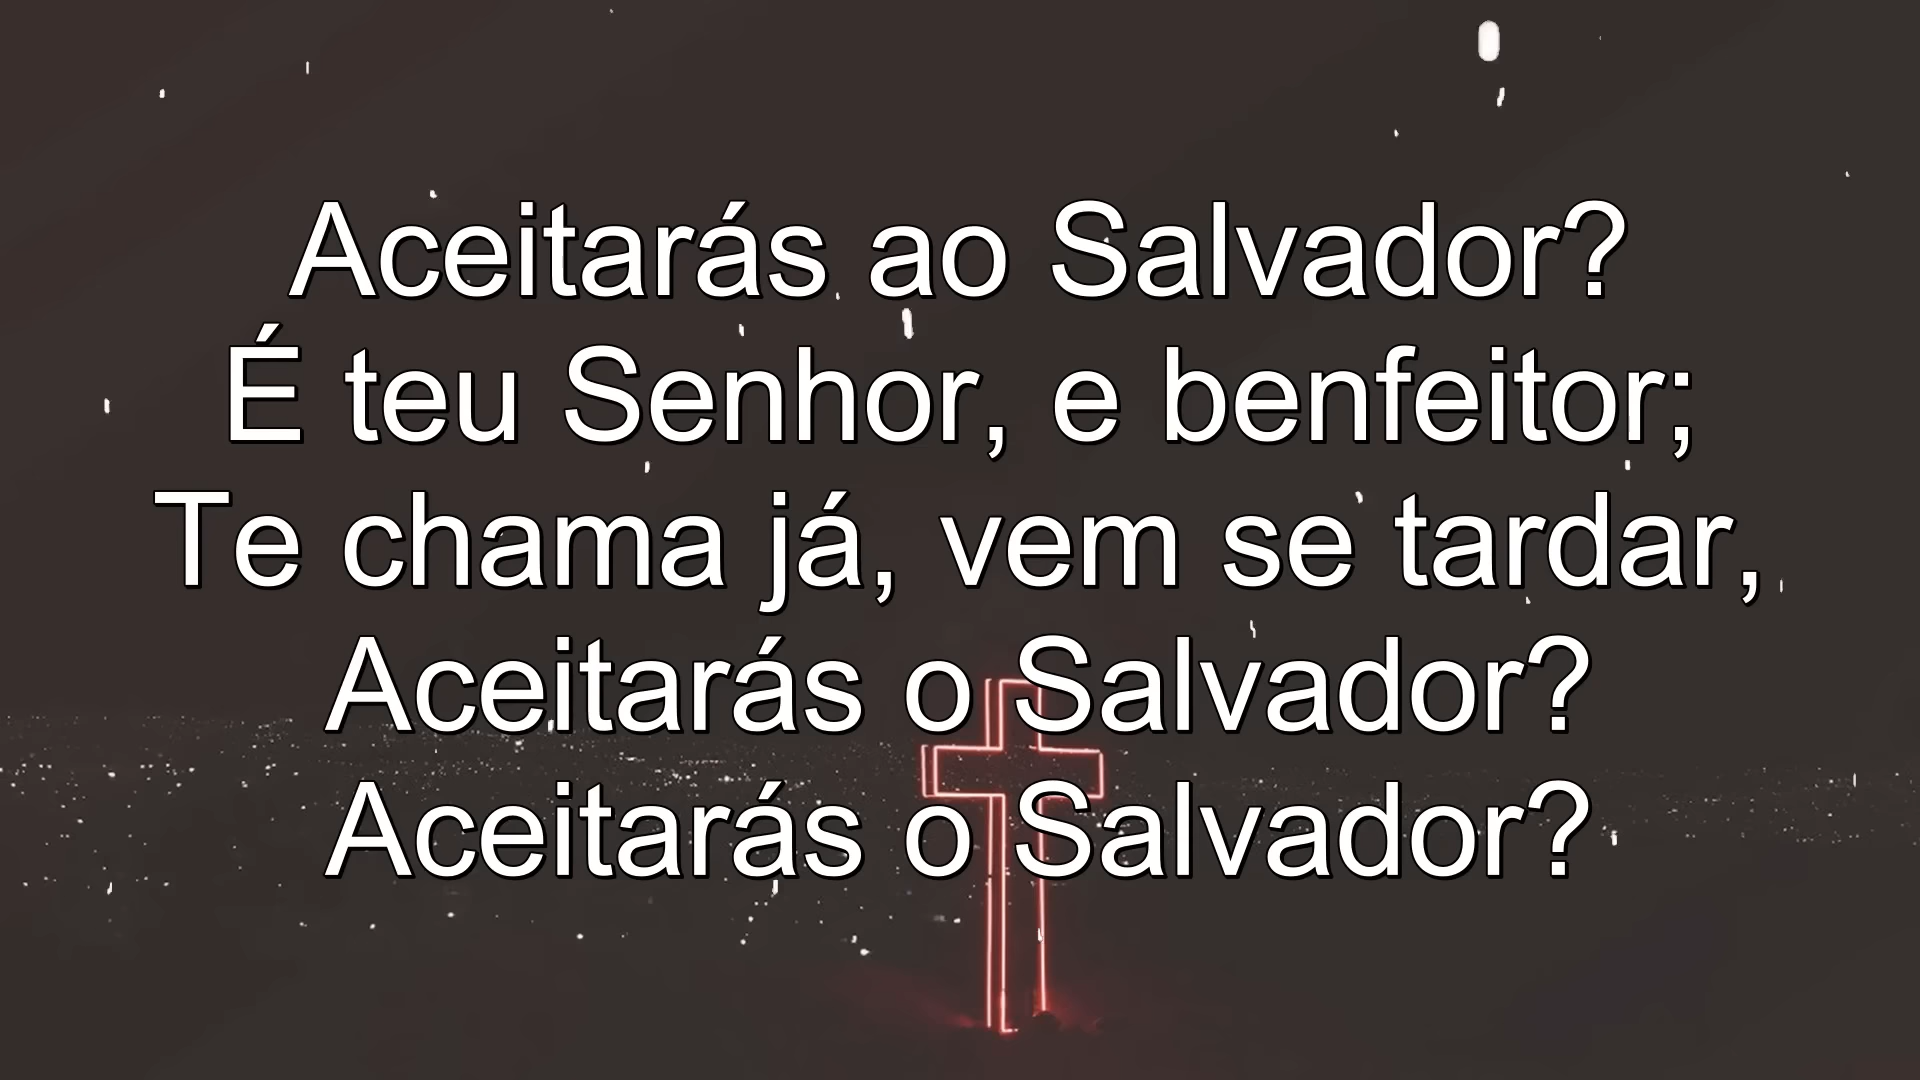 Aceitarás ao Salvador?
É teu Senhor, e benfeitor;
Te chama já, vem se tardar,
Aceitarás o Salvador?
Aceitarás o Salvador?